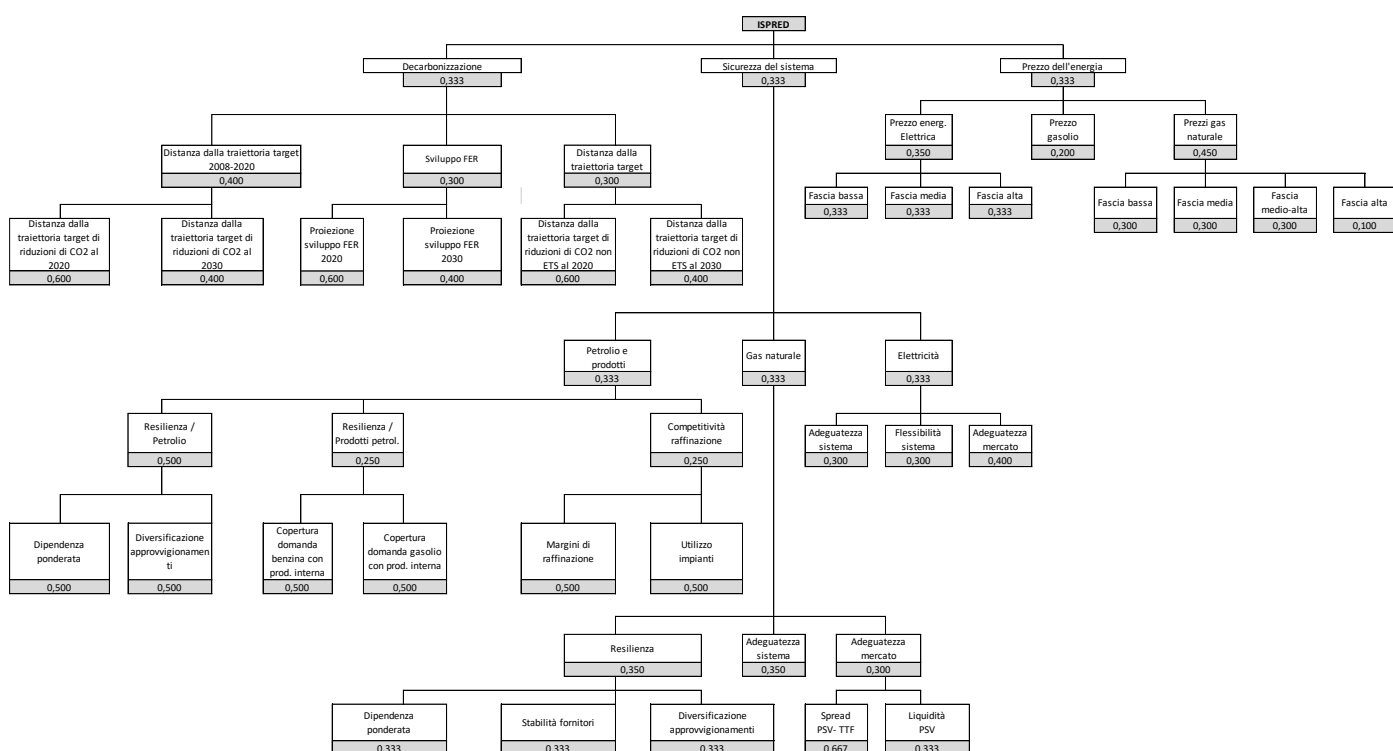 ISPRED
Decarbonizzazione
0,333
Sicurezza del sistema
0,333
Prezzo dell'energia
0,333
Prezzo energ.
Elettrica
0,350
Prezzo
gasolio
0,200
Prezzi gas
naturale
0,450
Distanza dalla traiettoria target
2008-2020
0,400
Sviluppo FER
0,300
Distanza dalla
traiettoria target
0,300
Fascia bassa
0,333
Fascia media
0,333
Fascia alta
0,333
Fascia bassa
0,300
Fascia media
0,300
Fascia
medio-alta
0,300
Fascia alta
0,100
Distanza dalla
traiettoria target di
riduzioni di CO2 al
2020
0,600
Distanza dalla
traiettoria target di
riduzioni di CO2 al
2030
0,400
Proiezione
sviluppo FER
2020
0,600
Proiezione
sviluppo FER
2030
0,400
Distanza dalla
traiettoria target di
riduzioni di CO2 non
ETS al 2020
0,600
Distanza dalla
traiettoria target di
riduzioni di CO2 non
ETS al 2030
0,400
Petrolio e
prodotti
0,333
Gas naturale
0,333
Elettricità
0,333
Resilienza /
Petrolio
0,500
Resilienza /
Prodotti petrol.
0,250
Competitività
raffinazione
0,250
Adeguatezza
sistema
0,300
Flessibilità
sistema
0,300
Adeguatezza
mercato
0,400
Dipendenza
ponderata
0,500
Diversificazione
approvvigionamen
ti
0,500
Copertura
domanda
benzina con
prod. interna
0,500
Copertura
domanda gasolio
con prod. interna
0,500
Margini di
raffinazione
0,500
Utilizzo
impianti
0,500
Resilienza
0,350
Adeguatezza
sistema
0,350
Adeguatezza
mercato
0,300
Dipendenza
ponderata
0,333
Stabilità fornitori
0,333
Diversificazione
approvvigionamenti
0,333
Spread
PSV- TTF
0,667
Liquidità
PSV
0,333